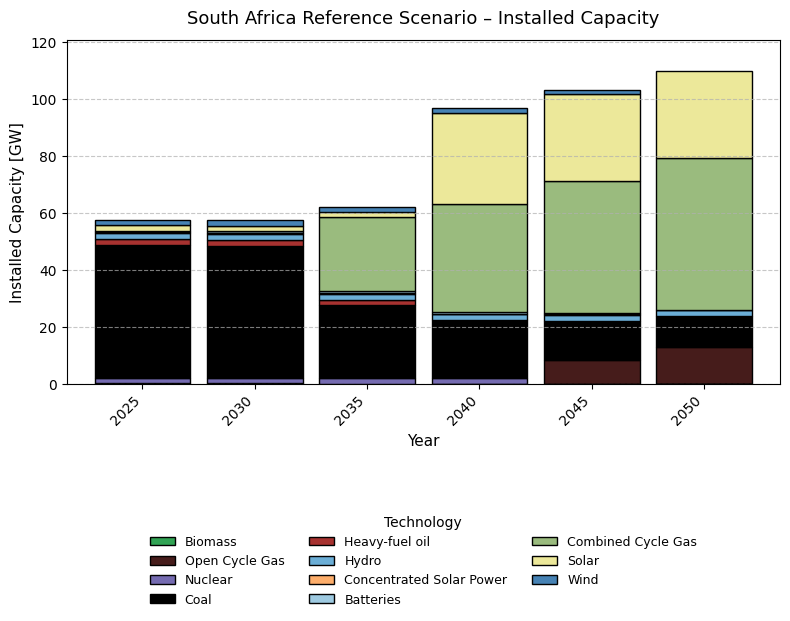 South Africa Reference Scenario – Installed Capacity
Installed Capacity [GW]
120
100
80
60
40
20
0
2025
2030
2035
2040
2045
2050
Year
Technology
Biomass
Open Cycle Gas
Nuclear
Coal
Heavy-fuel oil
Hydro
Concentrated Solar Power
Batteries
Combined Cycle Gas
Solar
Wind